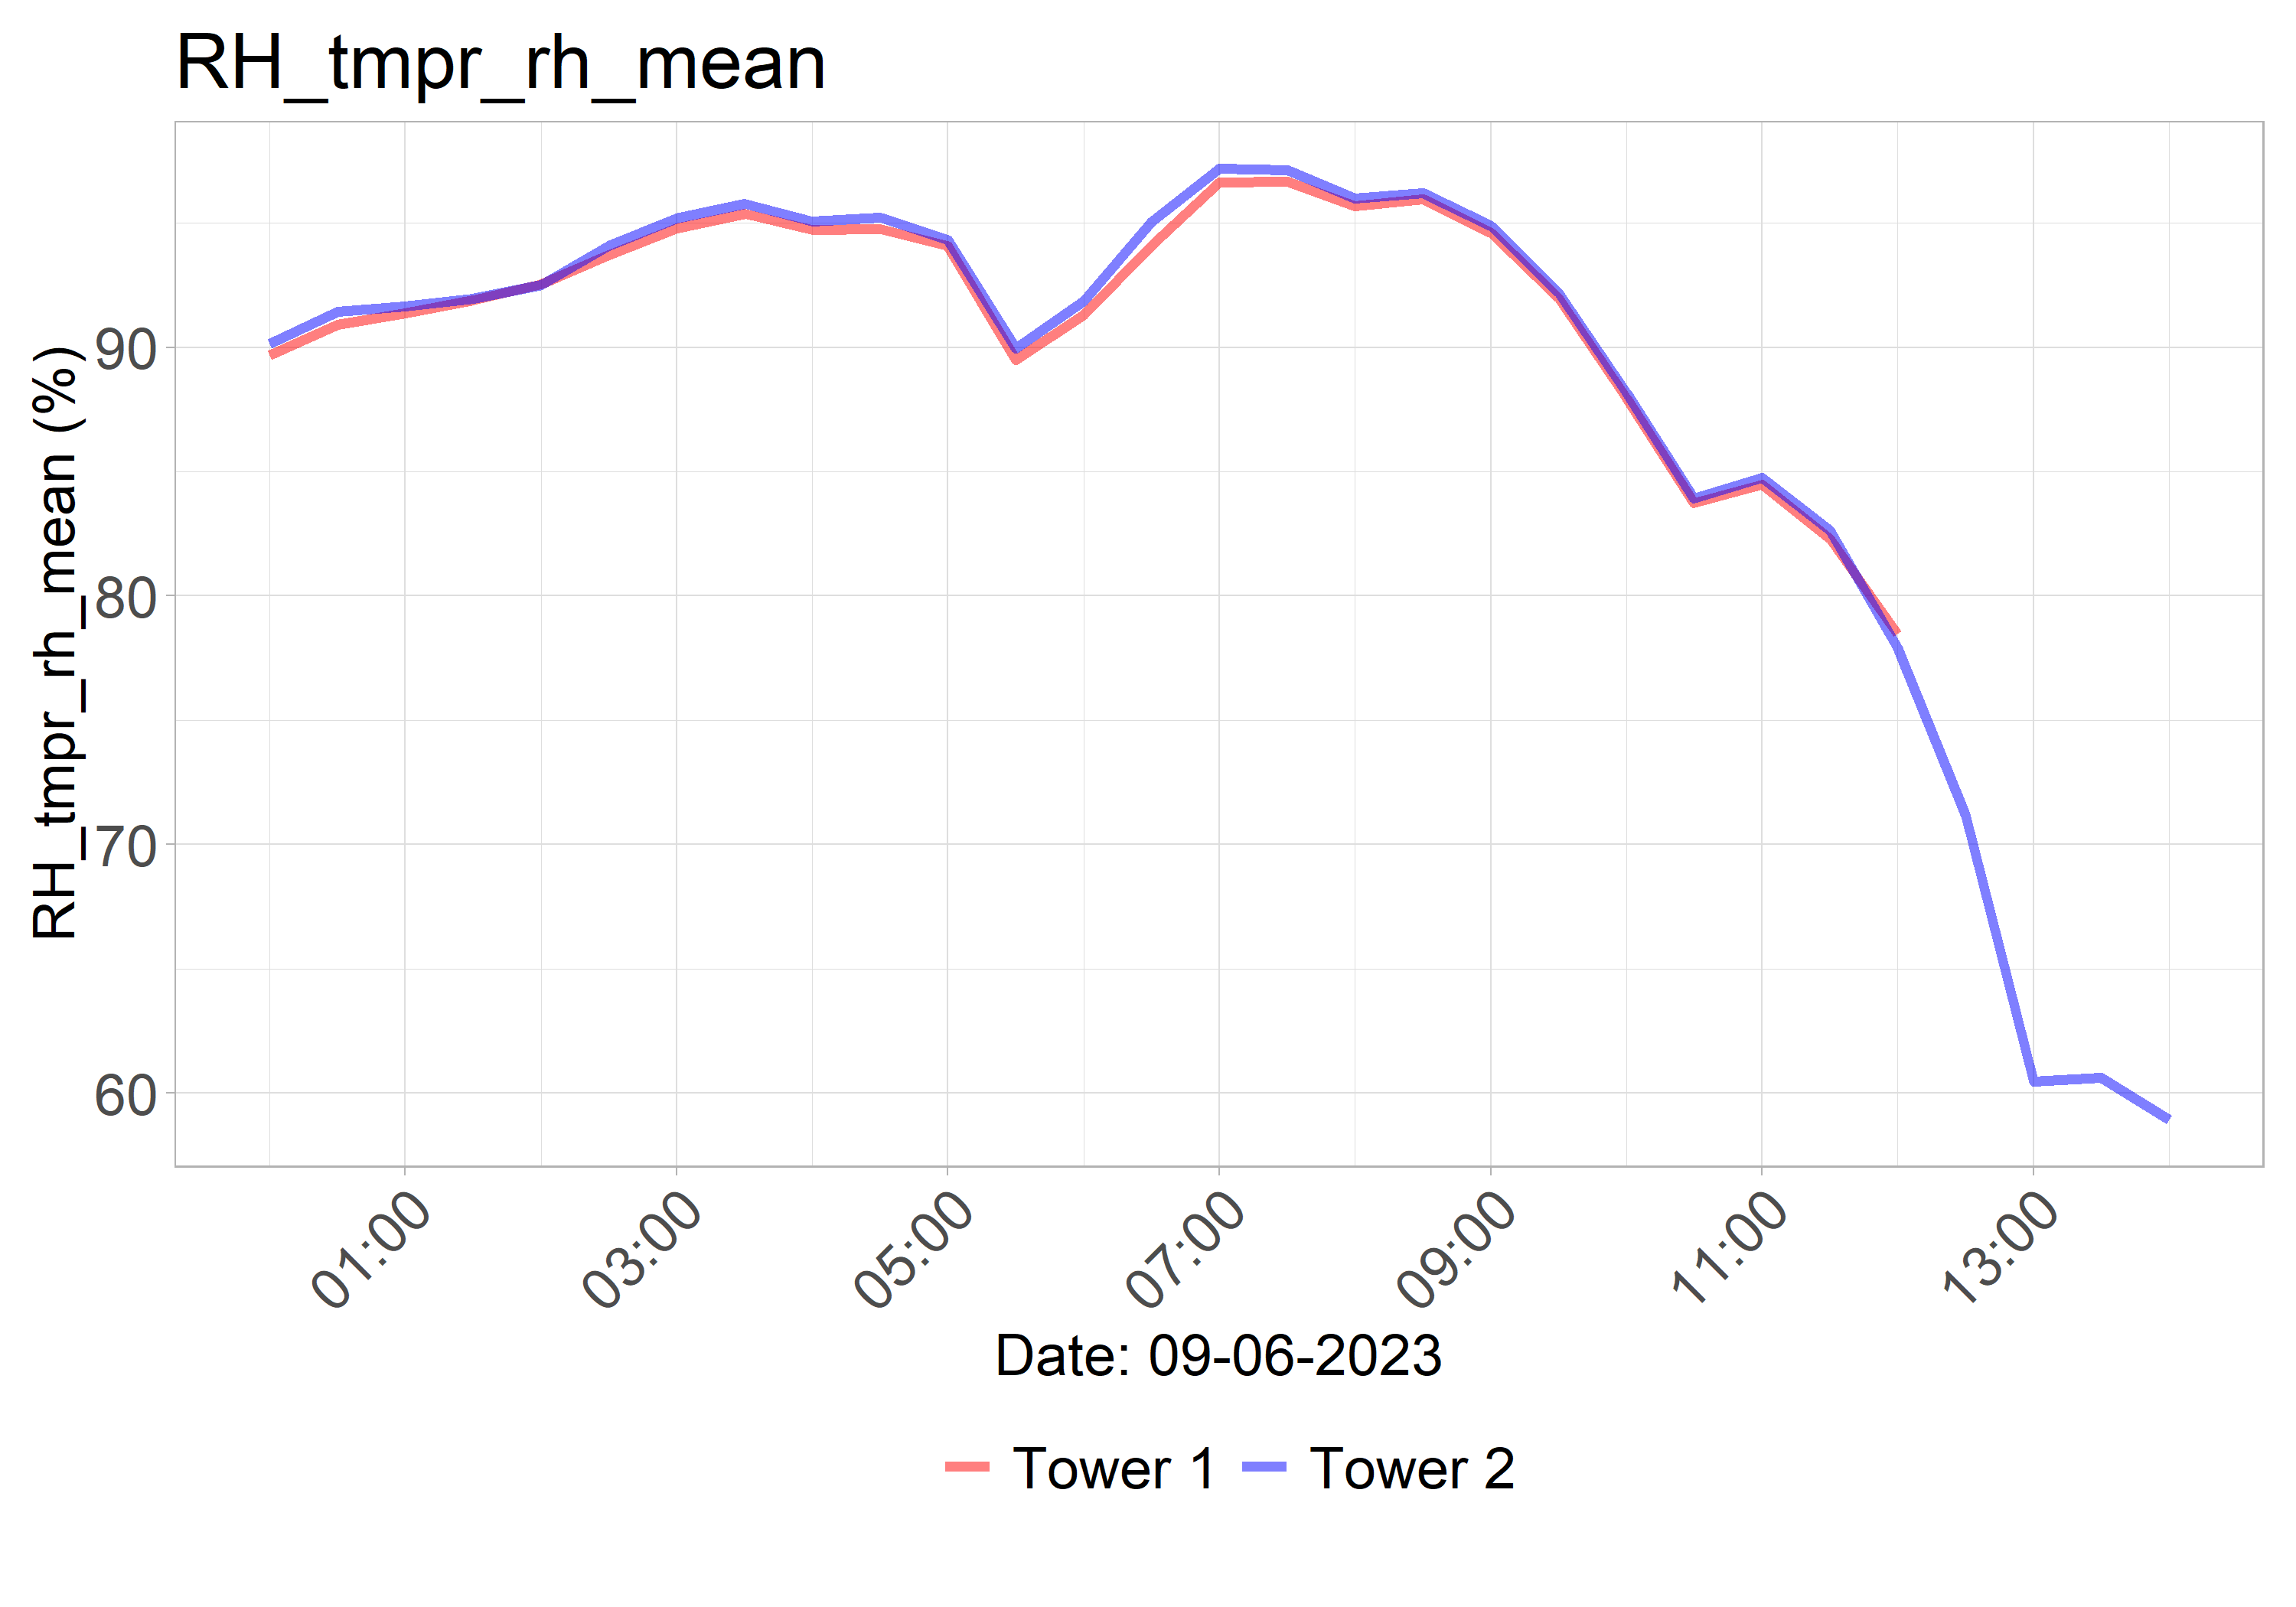 RH_tmpr_rh_mean
RH_tmpr_rh_mean (%)
90
80
70
60
01:00 03:00 05:00 07:00 09:00 11:00 13:00
Date: 09-06-2023
Tower 1 Tower 2